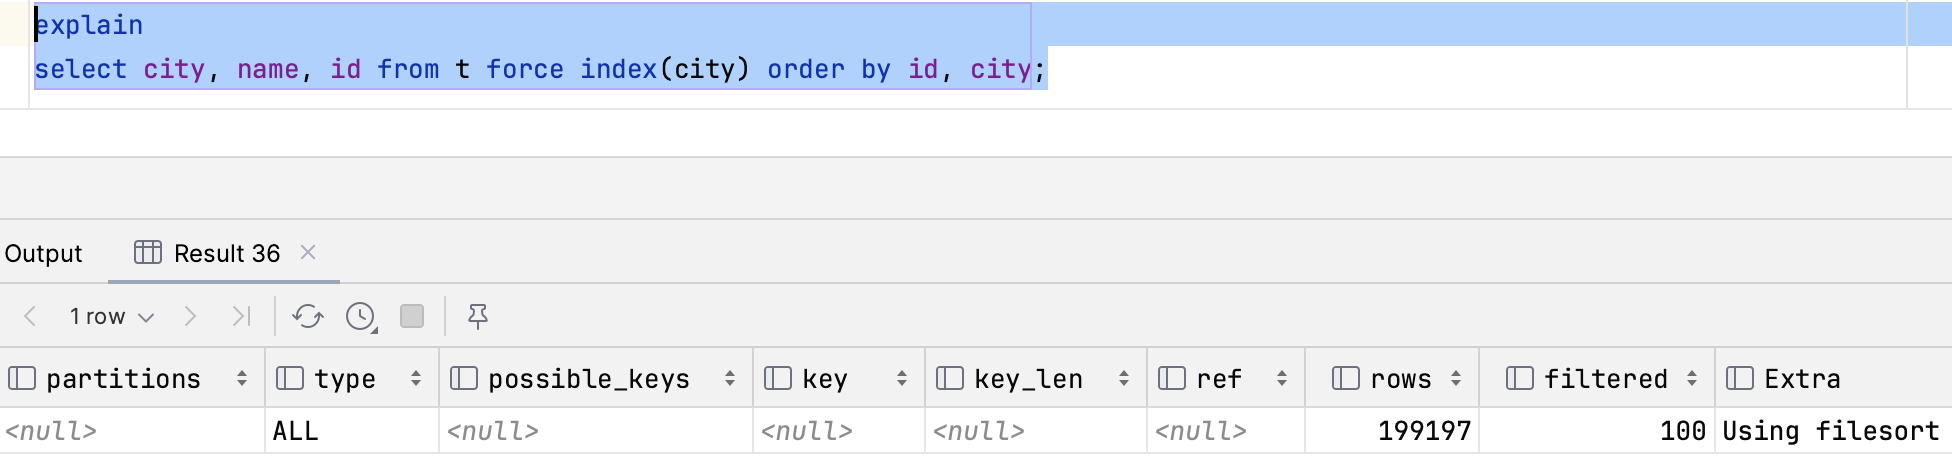 explain
select city, name, id from t force index(city) order by id, city;
Output Result 36
1 row
partitions type possible_keys key key_len ref rows filtered Extra
<null> ALL <null> <null> <null> <null> 199197 100 Using filesort